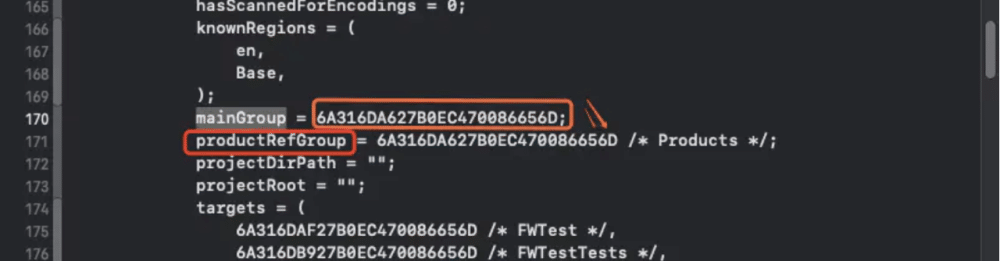 165 hasScannedForEncodings = 0;
166 knownRegions = (
167 en,
168 Base,
169 );
170 mainGroup = 6A316DA627B0EC470086656D;
171 productRefGroup = 6A316DA627B0EC470086656D /* Products */;
172 projectDirPath = "";
173 projectRoot = "";
174 targets = (
175 6A316DAF27B0EC470086656D /* FWTest */,
176 6A316DB927B0EC470086656D /* FWTestTests */,